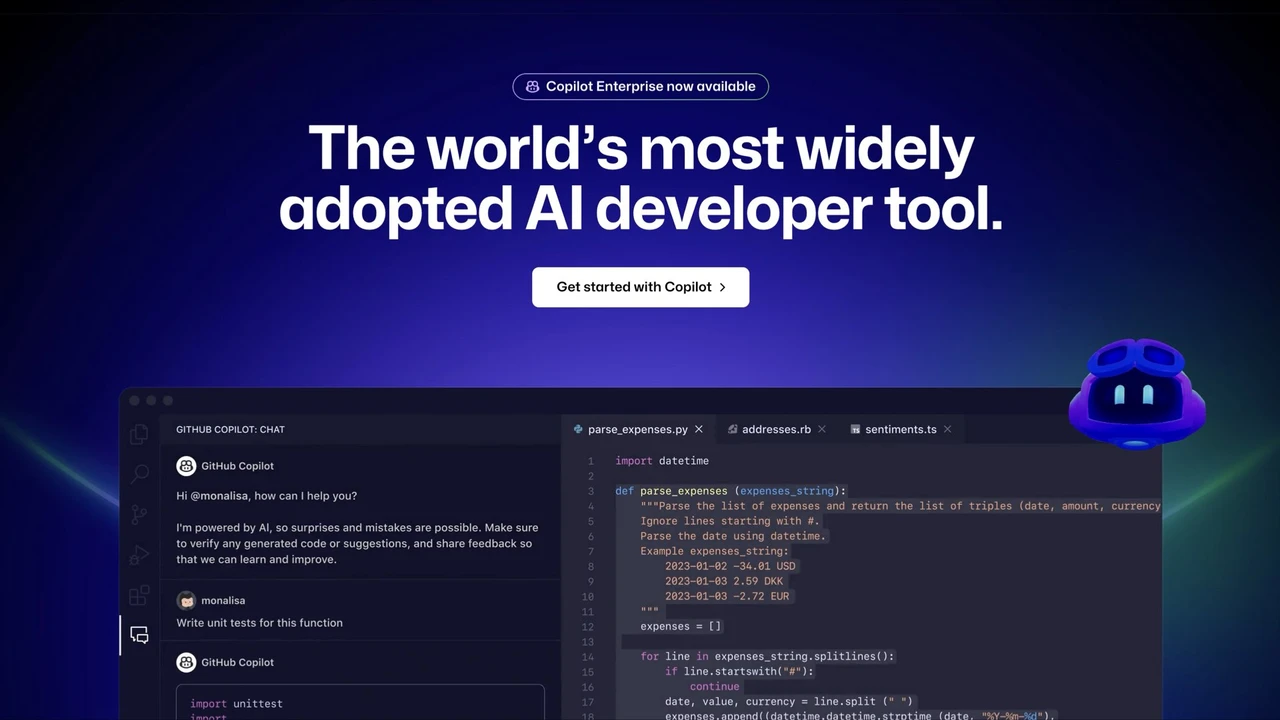 Copilot Enterprise now available
The world’s most widely
adopted AI developer tool.
Get started with Copilot
GITHUB COPILOT: CHAT
GitHub Copilot
Hi @monalisa, how can I help you?
I'm powered by AI, so surprises and mistakes are possible. Make sure
to verify any generated code or suggestions, and share feedback so
that we can learn and improve.
monalisa
Write unit tests for this function
GitHub Copilot
import unittest
import
parse_expenses.py
addresses.rb
TS sentiments.ts
1 import datetime
2
3 def parse_expenses (expenses_string):
4 """Parse the list of expenses and return the list of triples (date, amount, currency
5 Ignore lines starting with #.
6 Parse the date using datetime.
7 Example expenses_string:
8 2023-01-02 -34.01 USD
9 2023-01-03 2.59 DKK
10 2023-01-03 -2.72 EUR
11 """
12 expenses = []
13
14 for line in expenses_string.splitlines():
15 if line.startswith("#"):
16 continue
17 date, value, currency = line.split (" ")
18 expenses.append((datetime.datetime.strptime (date, "%Y-%m-%d"),